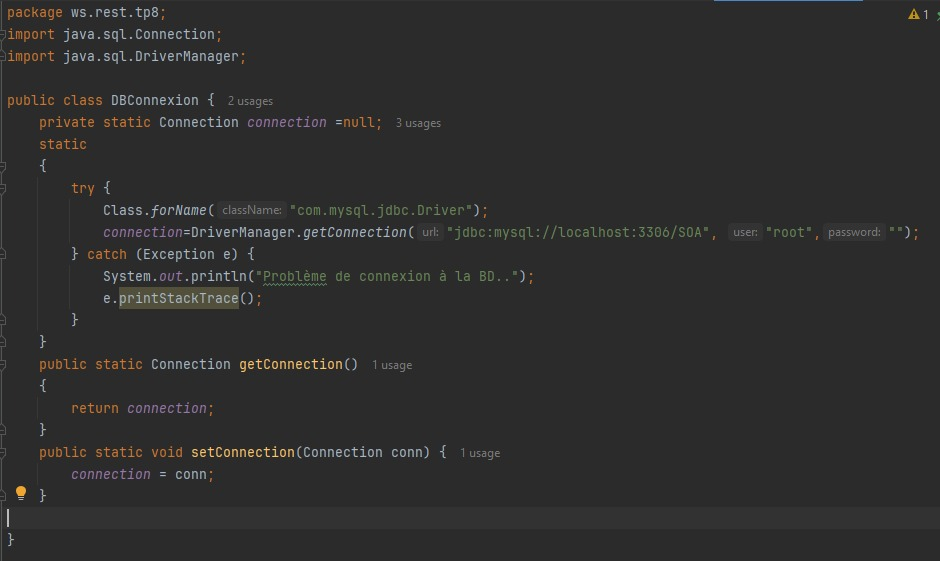 package ws.rest.tp8;
import java.sql.Connection;
import java.sql.DriverManager;
public class DBConnexion { 2 usages
private static Connection connection =null; 3 usages
static
{
try {
Class.forName( className: "com.mysql.jdbc.Driver");
connection=DriverManager.getConnection( url: "jdbc:mysql://localhost:3306/SOA", user: "root", password: "");
} catch (Exception e) {
System.out.println("Problème de connexion à la BD..");
e.printStackTrace();
}
}
public static Connection getConnection() 1 usage
{
return connection;
}
public static void setConnection(Connection conn) { 1 usage
connection = conn;
}
}
1